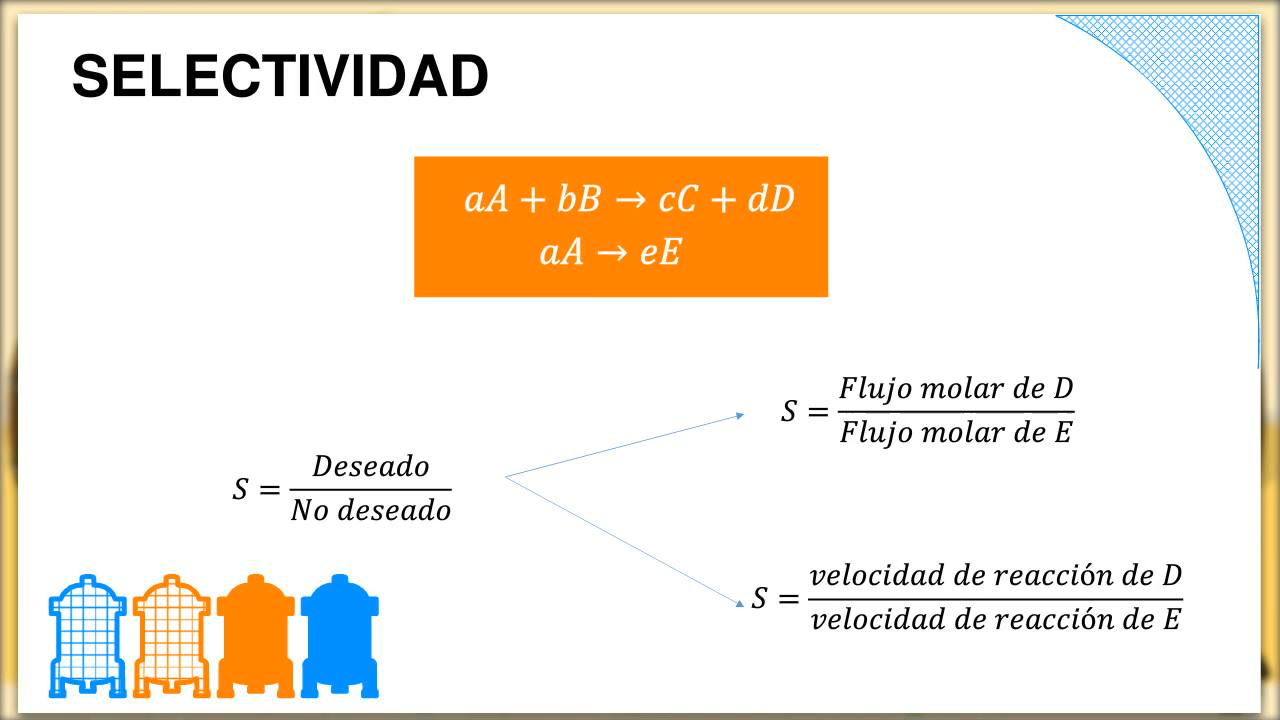 SELECTIVIDAD
aA + bB → cC + dD
aA → eE
S = Deseado / No deseado
S = Flujo molar de D / Flujo molar de E
S = velocidad de reacción de D / velocidad de reacción de E